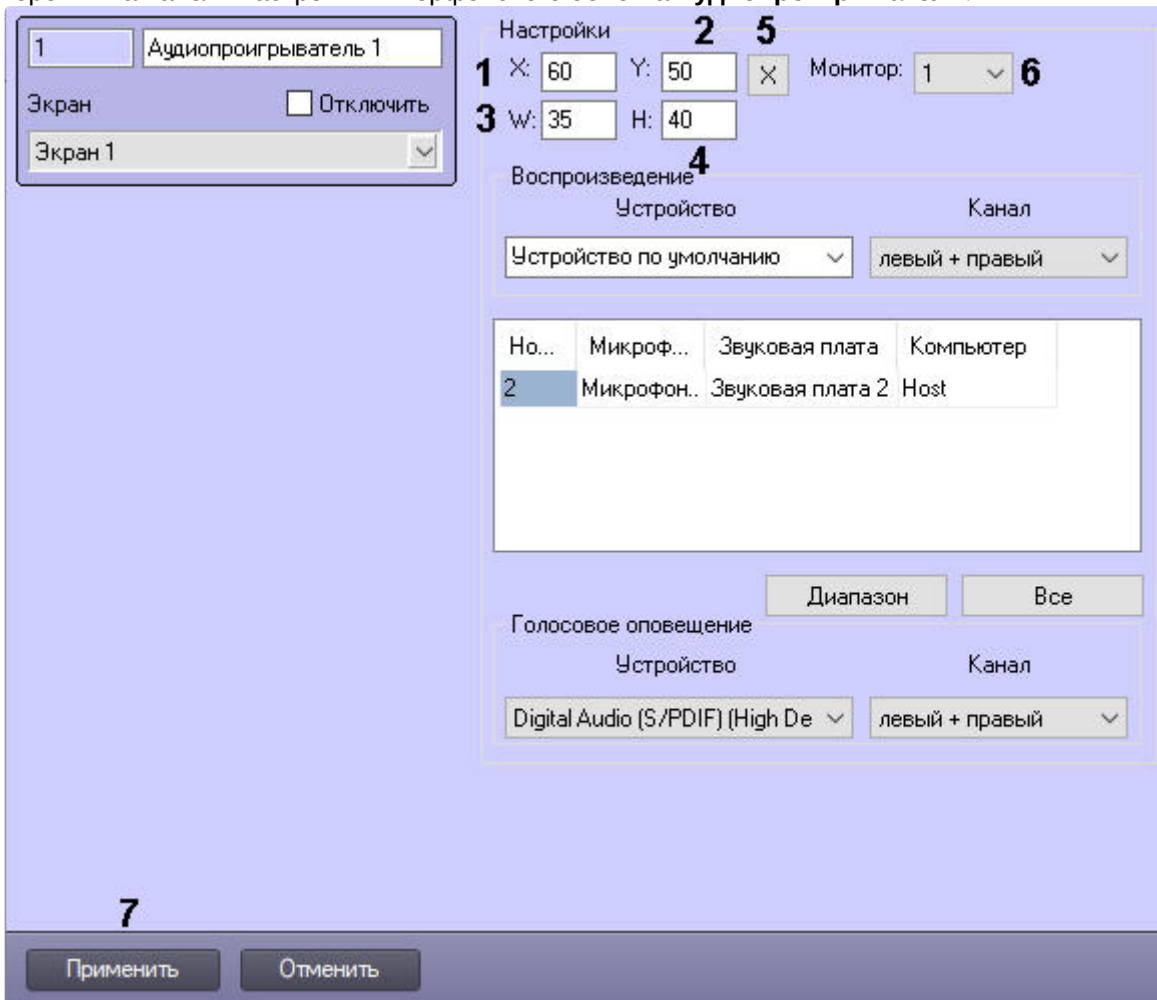 1 Аудиопроигрыватель 1
Экран Отключить
Экран 1
Настройки 2 5
1 X: 60 Y: 50 X Монитор: 1 6
3 W: 35 H: 40
4
Воспроизведение
Устройство Канал
Устройство по умолчанию левый + правый
Но... Микроф... Звуковая плата Компьютер
2 Микрофон.. Звуковая плата 2 Host
Диапазон Все
Голосовое оповещение
Устройство Канал
Digital Audio (S/PDIF) (High De левый + правый
7
Применить Отменить